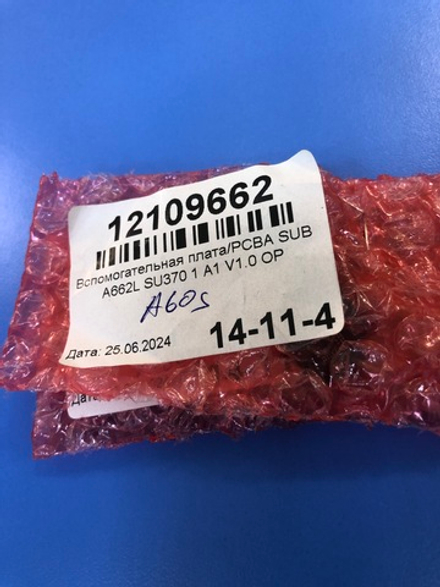 12109662
Вспомогательная плата/PCBA SUB
A662L SU370 1 A1 V1.0 OP
A60s
Дата: 25.06.2024
14-11-4
Дата: